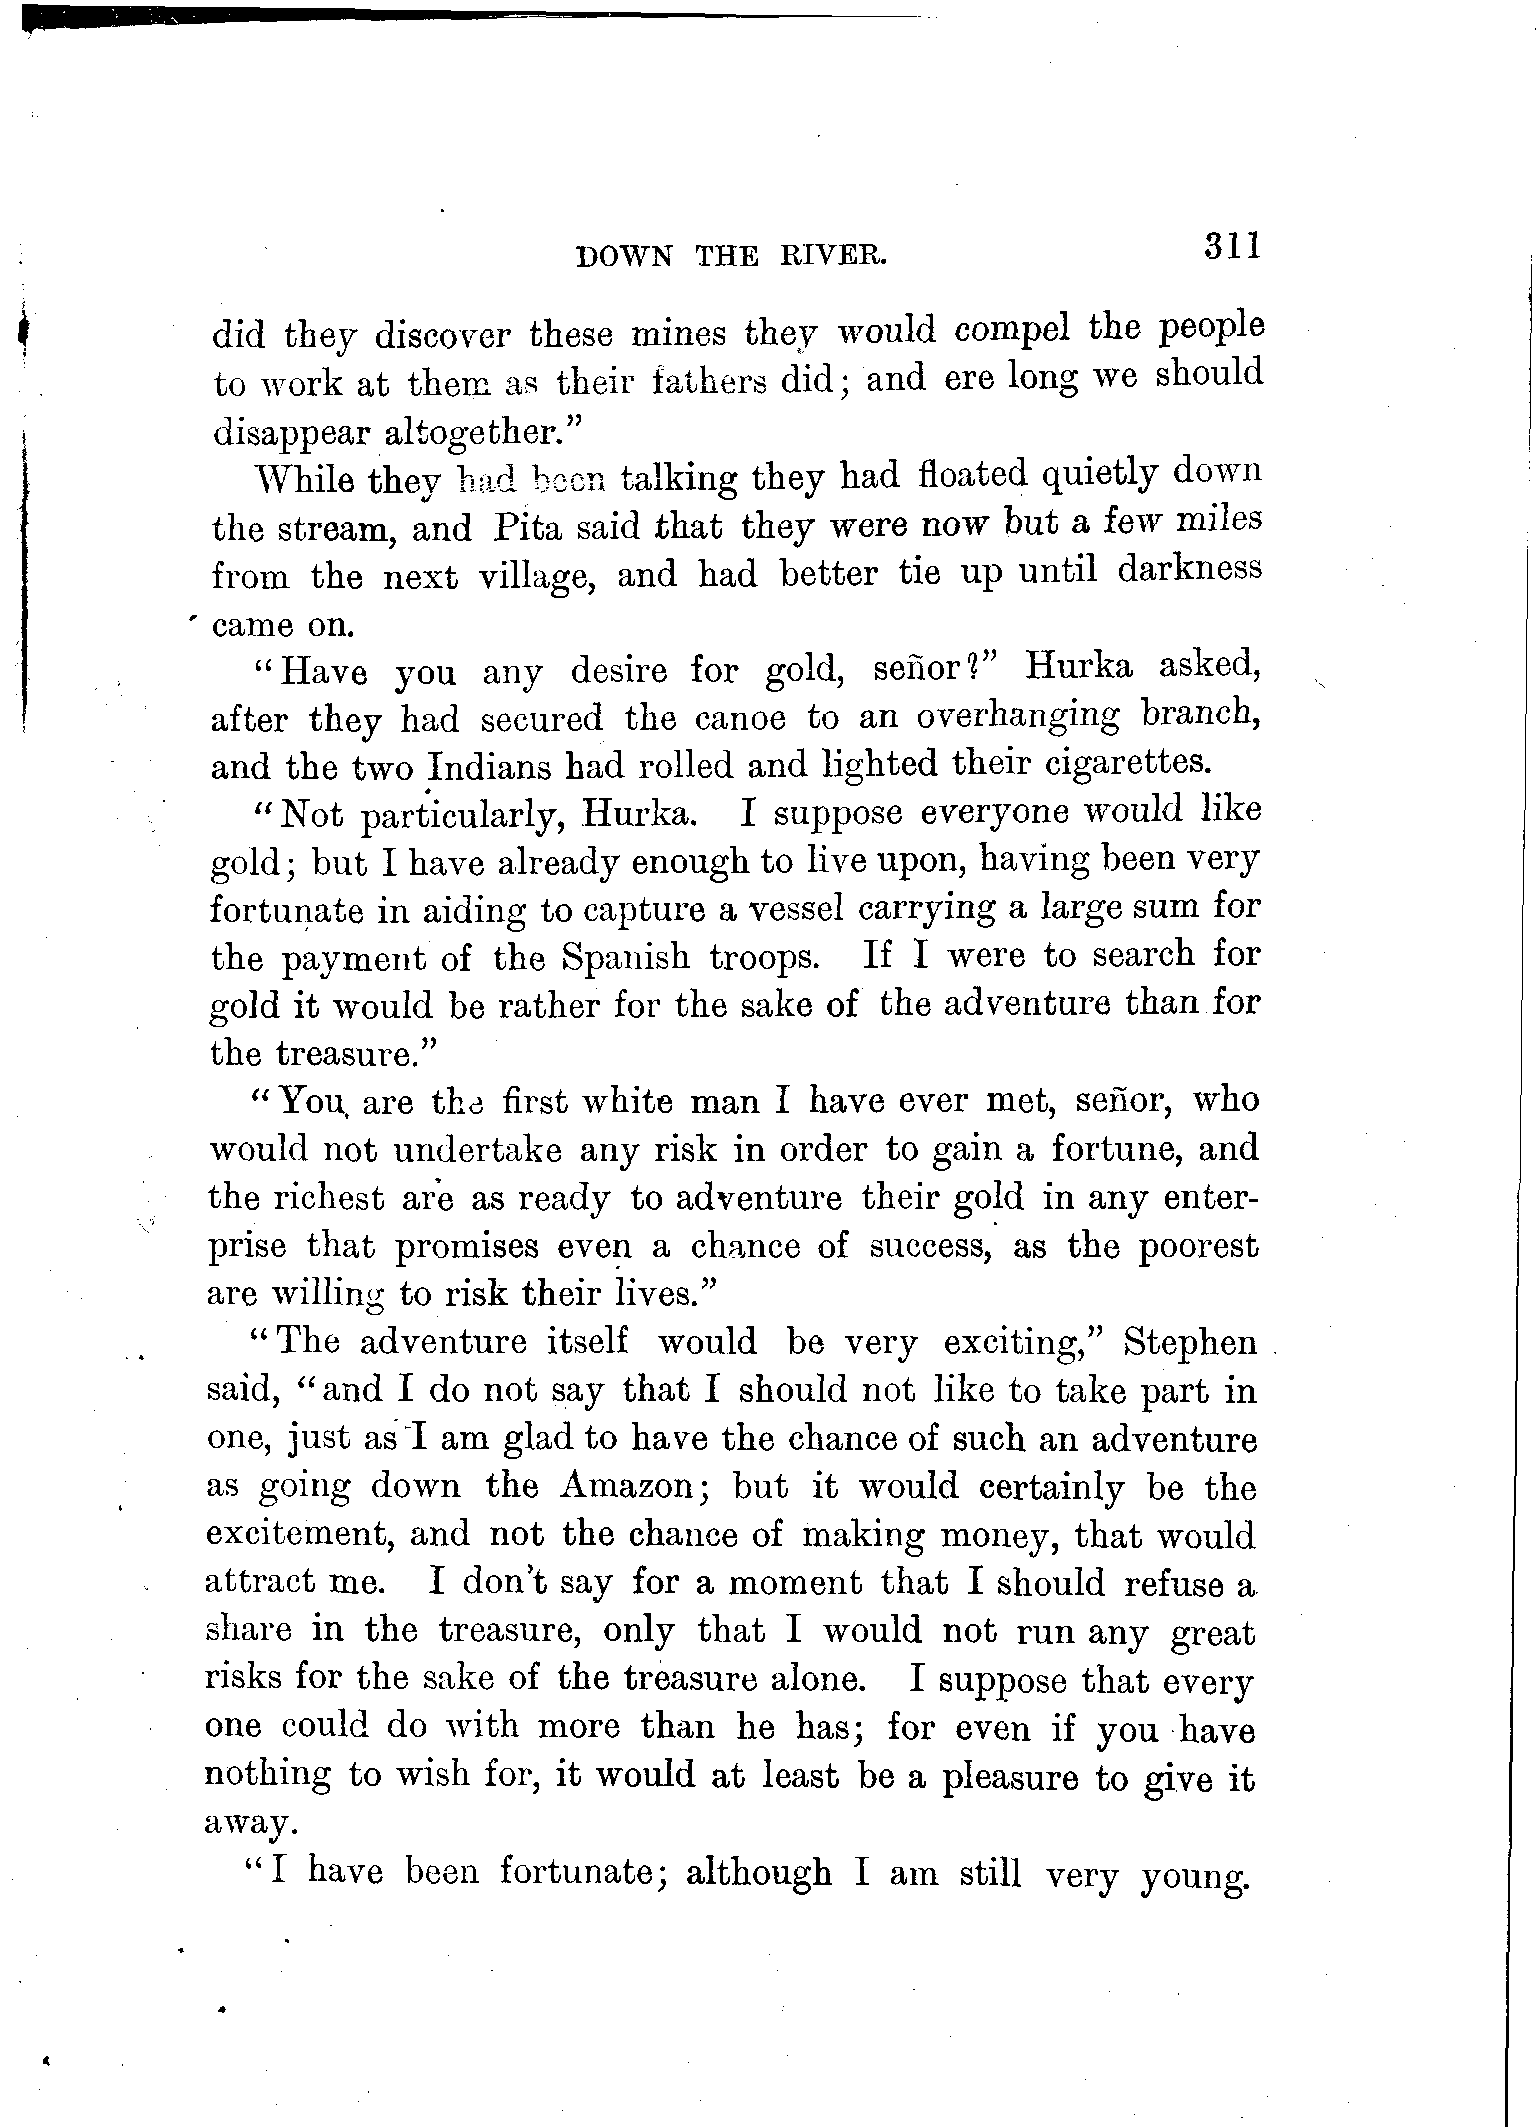 DOWN THE RIVER. 311
did they discover these mines they would compel the people
to work at them as their fathers did; and ere long we should
disappear altogether."
While they had been talking they had floated quietly down
the stream, and Pita said that they were now but a few miles
from the next village, and had better tie up until darkness
came on.
"Have you any desire for gold, señor?" Hurka asked,
after they had secured the canoe to an overhanging branch,
and the two Indians had rolled and lighted their cigarettes.
"Not particularly, Hurka. I suppose everyone would like
gold; but I have already enough to live upon, having been very
fortunate in aiding to capture a vessel carrying a large sum for
the payment of the Spanish troops. If I were to search for
gold it would be rather for the sake of the adventure than for
the treasure."
"You are the first white man I have ever met, señor, who
would not undertake any risk in order to gain a fortune, and
the richest are as ready to adventure their gold in any enter-
prise that promises even a chance of success, as the poorest
are willing to risk their lives."
"The adventure itself would be very exciting," Stephen
said, "and I do not say that I should not like to take part in
one, just as I am glad to have the chance of such an adventure
as going down the Amazon; but it would certainly be the
excitement, and not the chance of making money, that would
attract me. I don't say for a moment that I should refuse a
share in the treasure, only that I would not run any great
risks for the sake of the treasure alone. I suppose that every
one could do with more than he has; for even if you have
nothing to wish for, it would at least be a pleasure to give it
away.
"I have been fortunate; although I am still very young.